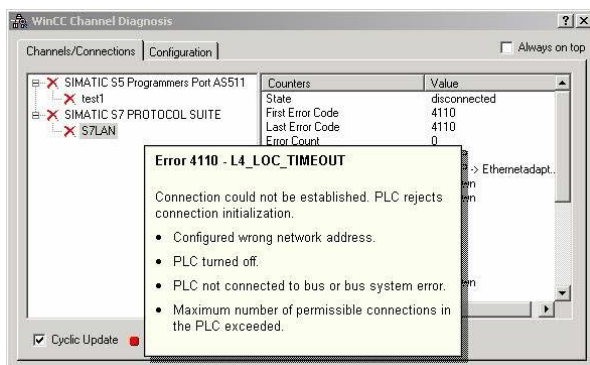 WinCC Channel Diagnosis
Channels/Connections
Configuration
Always on top
SIMATIC S5 Programmers Port AS511
test1
SIMATIC S7 PROTOCOL SUITE
S7LAN
Counters Value
State disconnected
First Error Code 4110
Last Error Code 4110
Error Count 0
-> Ethernetadapt..
Error 4110 - L4_LOC_TIMEOUT
Connection could not be established. PLC rejects
connection initialization.
• Configured wrong network address.
• PLC turned off.
• PLC not connected to bus or bus system error.
• Maximum number of permissible connections in
the PLC exceeded.
Cyclic Update